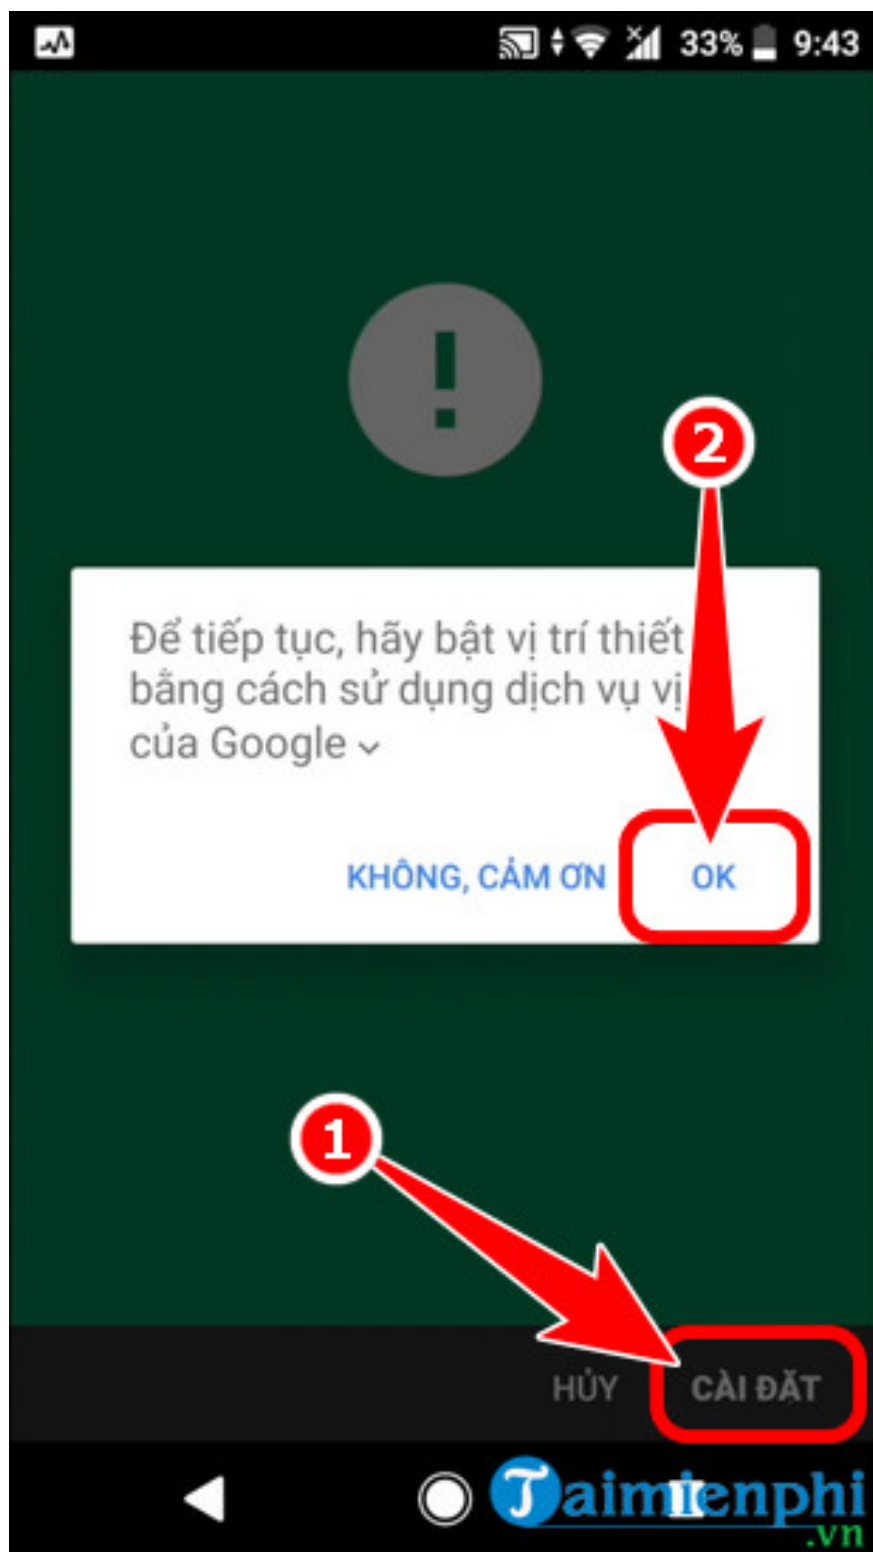 33% 9:43
2
Để tiếp tục, hãy bật vị trí thiết
bằng cách sử dụng dịch vụ vị
của Google
KHÔNG, CẢM ƠN OK
1
HỦY CÀI ĐẶT
Taimienphi
.vn